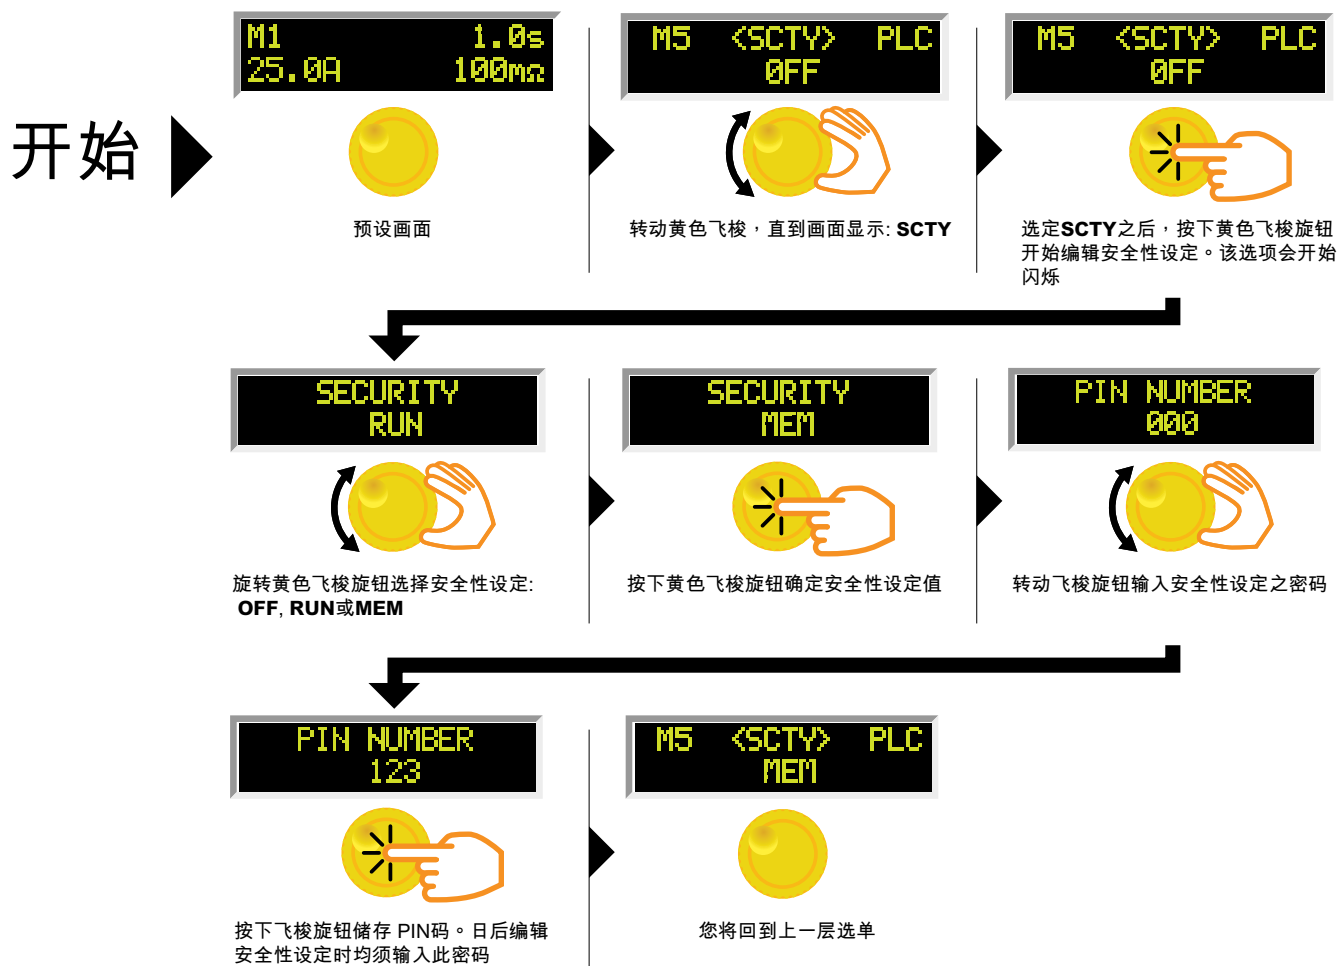 开始
M1 1.0s
25.0A 100mΩ
预设画面
M5 <SCTY> PLC
0FF
转动黄色飞梭，直到画面显示: SCTY
M5 <SCTY> PLC
0FF
选定SCTY之后，按下黄色飞梭旋钮
开始编辑安全性设定。该选项会开始
闪烁
SECURITY
RUN
旋转黄色飞梭旋钮选择安全性设定:
OFF, RUN或MEM
SECURITY
MEM
按下黄色飞梭旋钮确定安全性设定值
PIN NUMBER
000
转动飞梭旋钮输入安全性设定之密码
PIN NUMBER
123
按下飞梭旋钮储存 PIN码。日后编辑
安全性设定时均须输入此密码
M5 <SCTY> PLC
MEM
您将回到上一层选单